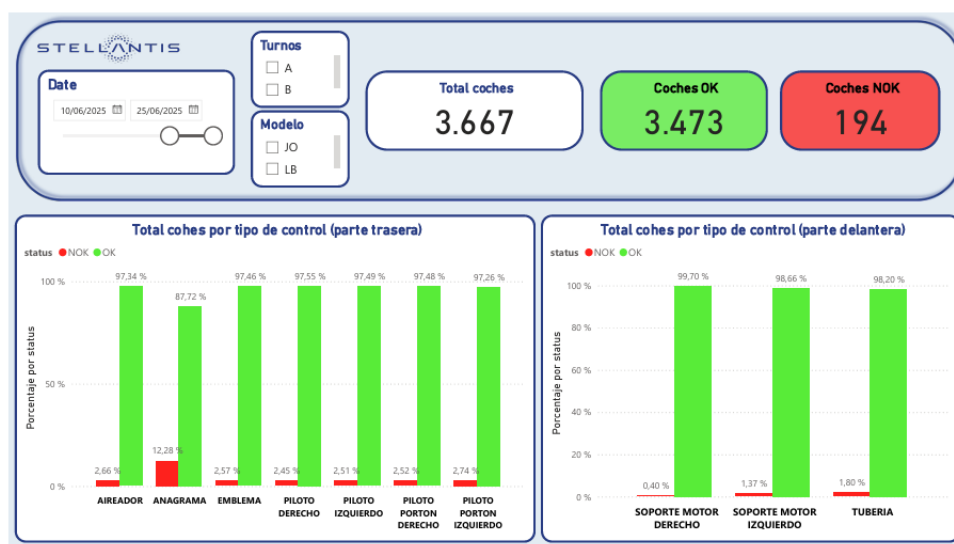 STELLANTIS
Date
10/06/2025 25/06/2025
Turnos
A
B
Modelo
JO
LB
Total coches
3.667
Coches OK
3.473
Coches NOK
194
Total cohes por tipo de control (parte trasera)
status NOK OK
Porcentaje por status
100 %
50 %
0 %
97,34 %
87,72 %
97,46 %
97,55 %
97,49 %
97,48 %
97,26 %
2,66 %
12,28 %
2,57 %
2,45 %
2,51 %
2,52 %
2,74 %
AIREADOR
ANAGRAMA
EMBLEMA
PILOTO
DERECHO
PILOTO
IZQUIERDO
PILOTO
PORTON
DERECHO
PILOTO
PORTON
IZQUIERDO
Total cohes por tipo de control (parte delantera)
status NOK OK
Porcentaje por status
100 %
80 %
60 %
40 %
20 %
0 %
99,70 %
98,66 %
98,20 %
0,40 %
1,37 %
1,80 %
SOPORTE MOTOR
DERECHO
SOPORTE MOTOR
IZQUIERDO
TUBERIA